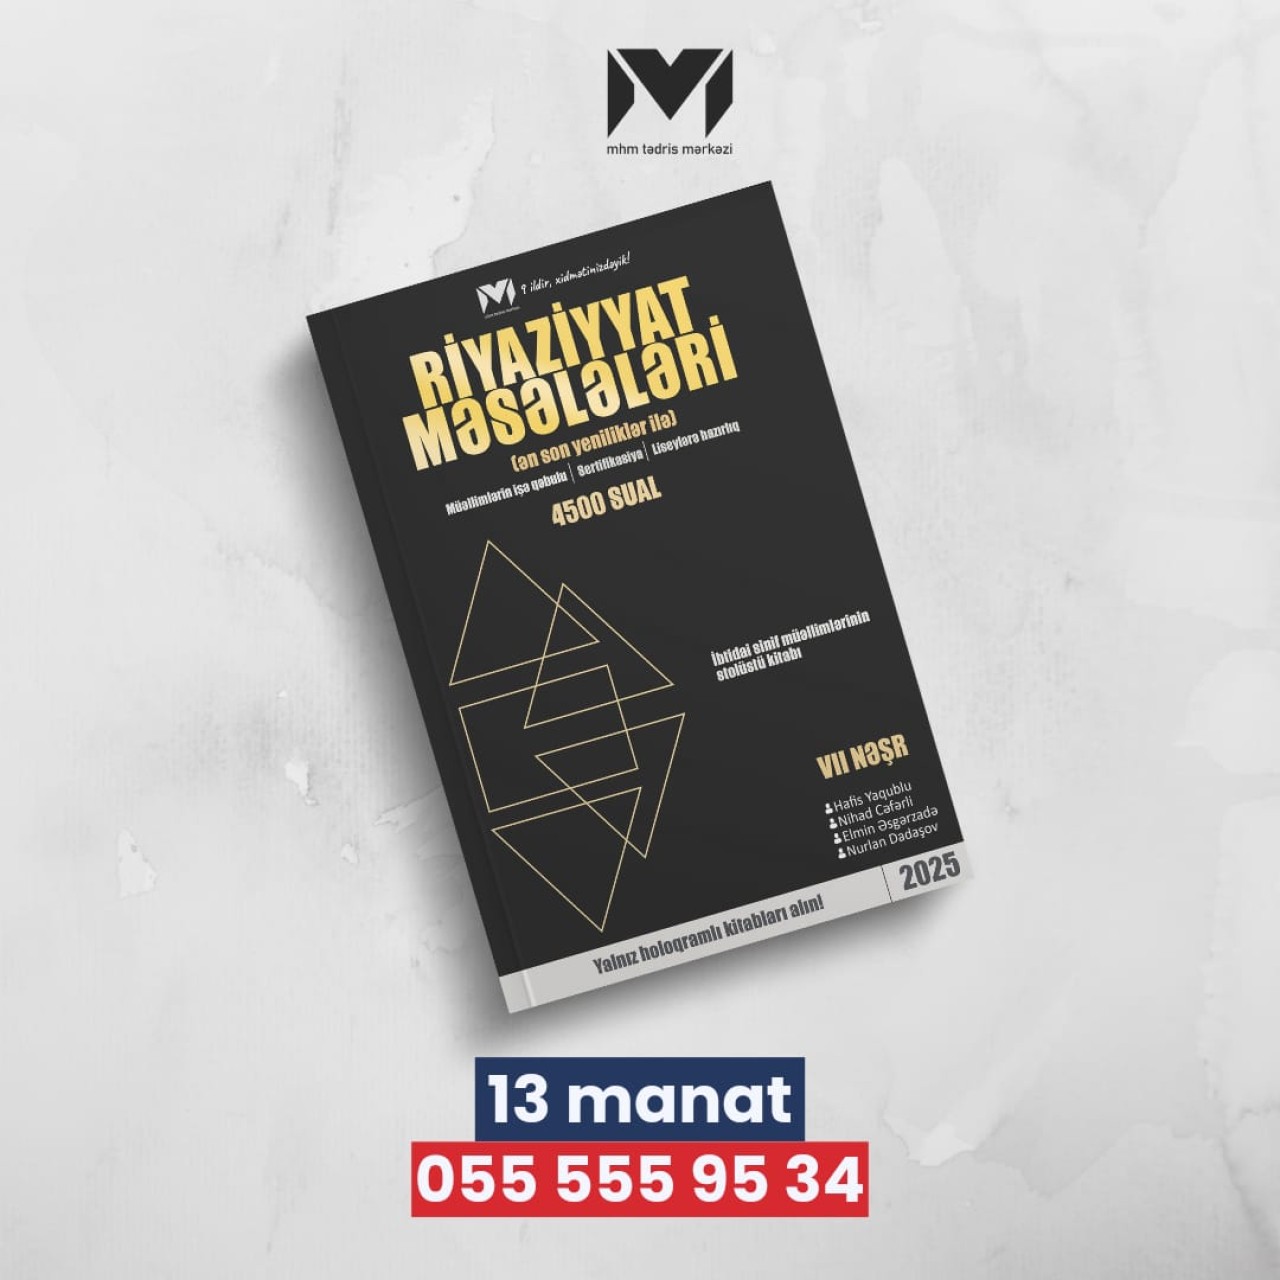 mhm tədris mərkəzi
9 ildir, xidmətinizdəyik!
RİYAZİYYAT
MƏSƏLƏLƏRİ
(ən son yeniliklər ilə)
Müəllimlərin işə qəbulu | Sertifikasiya | Liseylərə hazırlıq
4500 SUAL
İbtidai sinif müəllimlərinin
stolüstü kitabı
VII NƏŞR
Hafis Yaqublu
Nihad Cəfərli
Elmin Əsgərzadə
Nurlan Dadaşov
Yalnız holoqramlı kitabları alın!
2025
13 manat
055 555 95 34